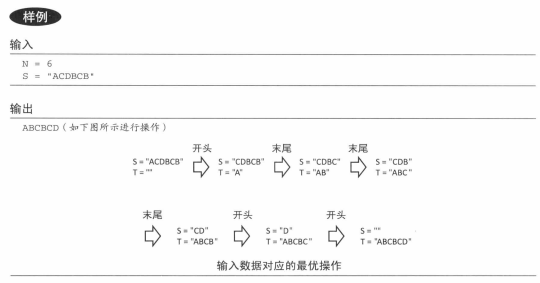 样例
输入
N = 6
S = "ACDBCB"
输出
ABCBCD（如下图所示进行操作）
开头 末尾 末尾
S = "ACDBCB" S = "CDBCB" S = "CDBC" S = "CDB"
T = "" T = "A" T = "AB" T = "ABC"
末尾 开头 开头
S = "CD" S = "D" S = ""
T = "ABCB" T = "ABCBC" T = "ABCBCD"
输入数据对应的最优操作